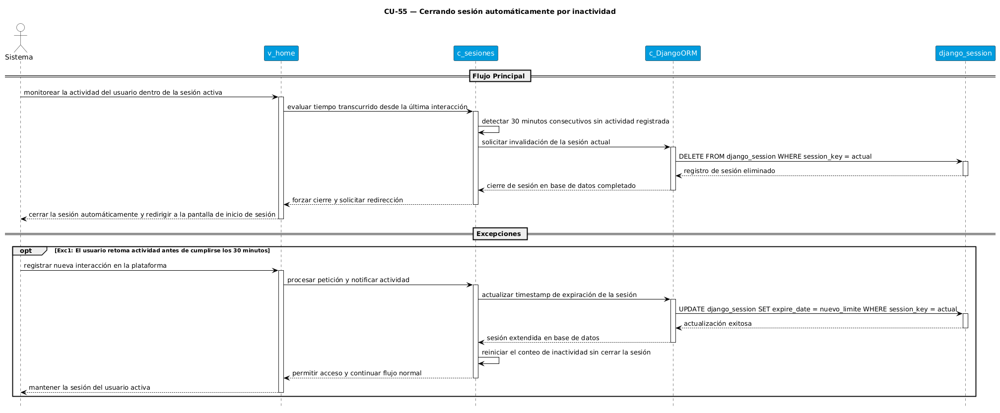 CU-55 — Cerrando sesión automáticamente por inactividad
Sistema
v_home
c_sesiones
c_DjangoORM
django_session
Flujo Principal
monitorear la actividad del usuario dentro de la sesión activa
evaluar tiempo transcurrido desde la última interacción
detectar 30 minutos consecutivos sin actividad registrada
solicitar invalidación de la sesión actual
DELETE FROM django_session WHERE session_key = actual
registro de sesión eliminado
cierre de sesión en base de datos completado
forzar cierre y solicitar redirección
cerrar la sesión automáticamente y redirigir a la pantalla de inicio de sesión
Excepciones
opt [Exc1: El usuario retoma actividad antes de cumplirse los 30 minutos]
registrar nueva interacción en la plataforma
procesar petición y notificar actividad
actualizar timestamp de expiración de la sesión
UPDATE django_session SET expire_date = nuevo_limite WHERE session_key = actual
actualización exitosa
sesión extendida en base de datos
reiniciar el conteo de inactividad sin cerrar la sesión
permitir acceso y continuar flujo normal
mantener la sesión del usuario activa